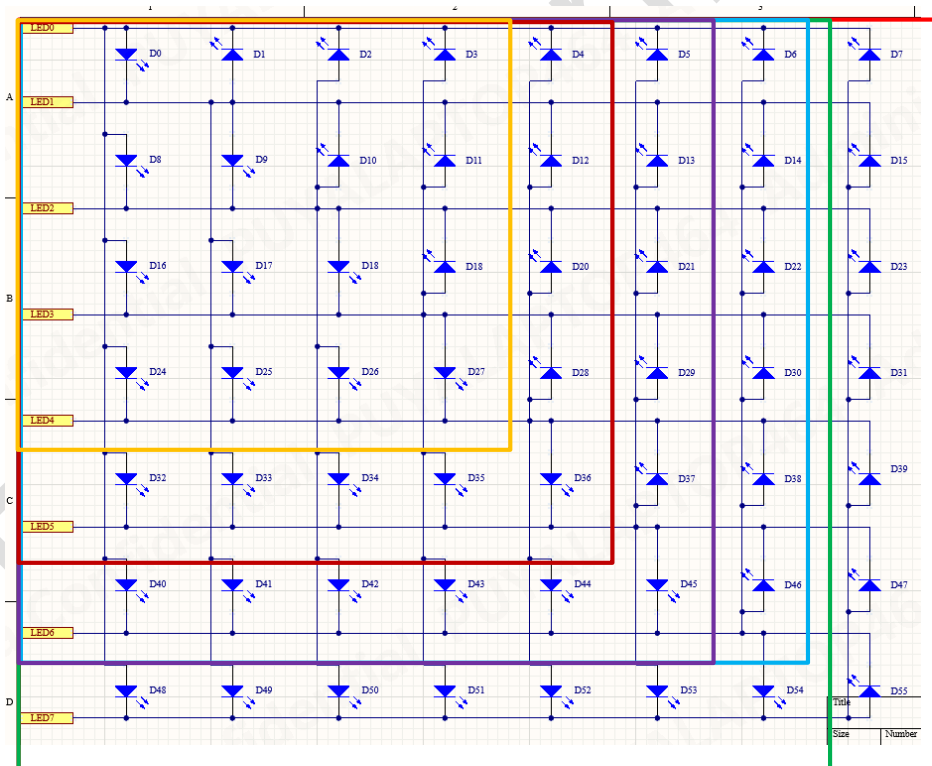 1 2 3
LED0
D0 D1 D2 D3 D4 D5 D6 D7
A
LED1
D8 D9 D10 D11 D12 D13 D14 D15
LED2
D16 D17 D18 D18 D20 D21 D22 D23
B
LED3
D24 D25 D26 D27 D28 D29 D30 D31
LED4
D32 D33 D34 D35 D36 D37 D38 D39
C
LED5
D40 D41 D42 D43 D44 D45 D46 D47
LED6
D48 D49 D50 D51 D52 D53 D54 D55
D
Title
LED7
Size Number